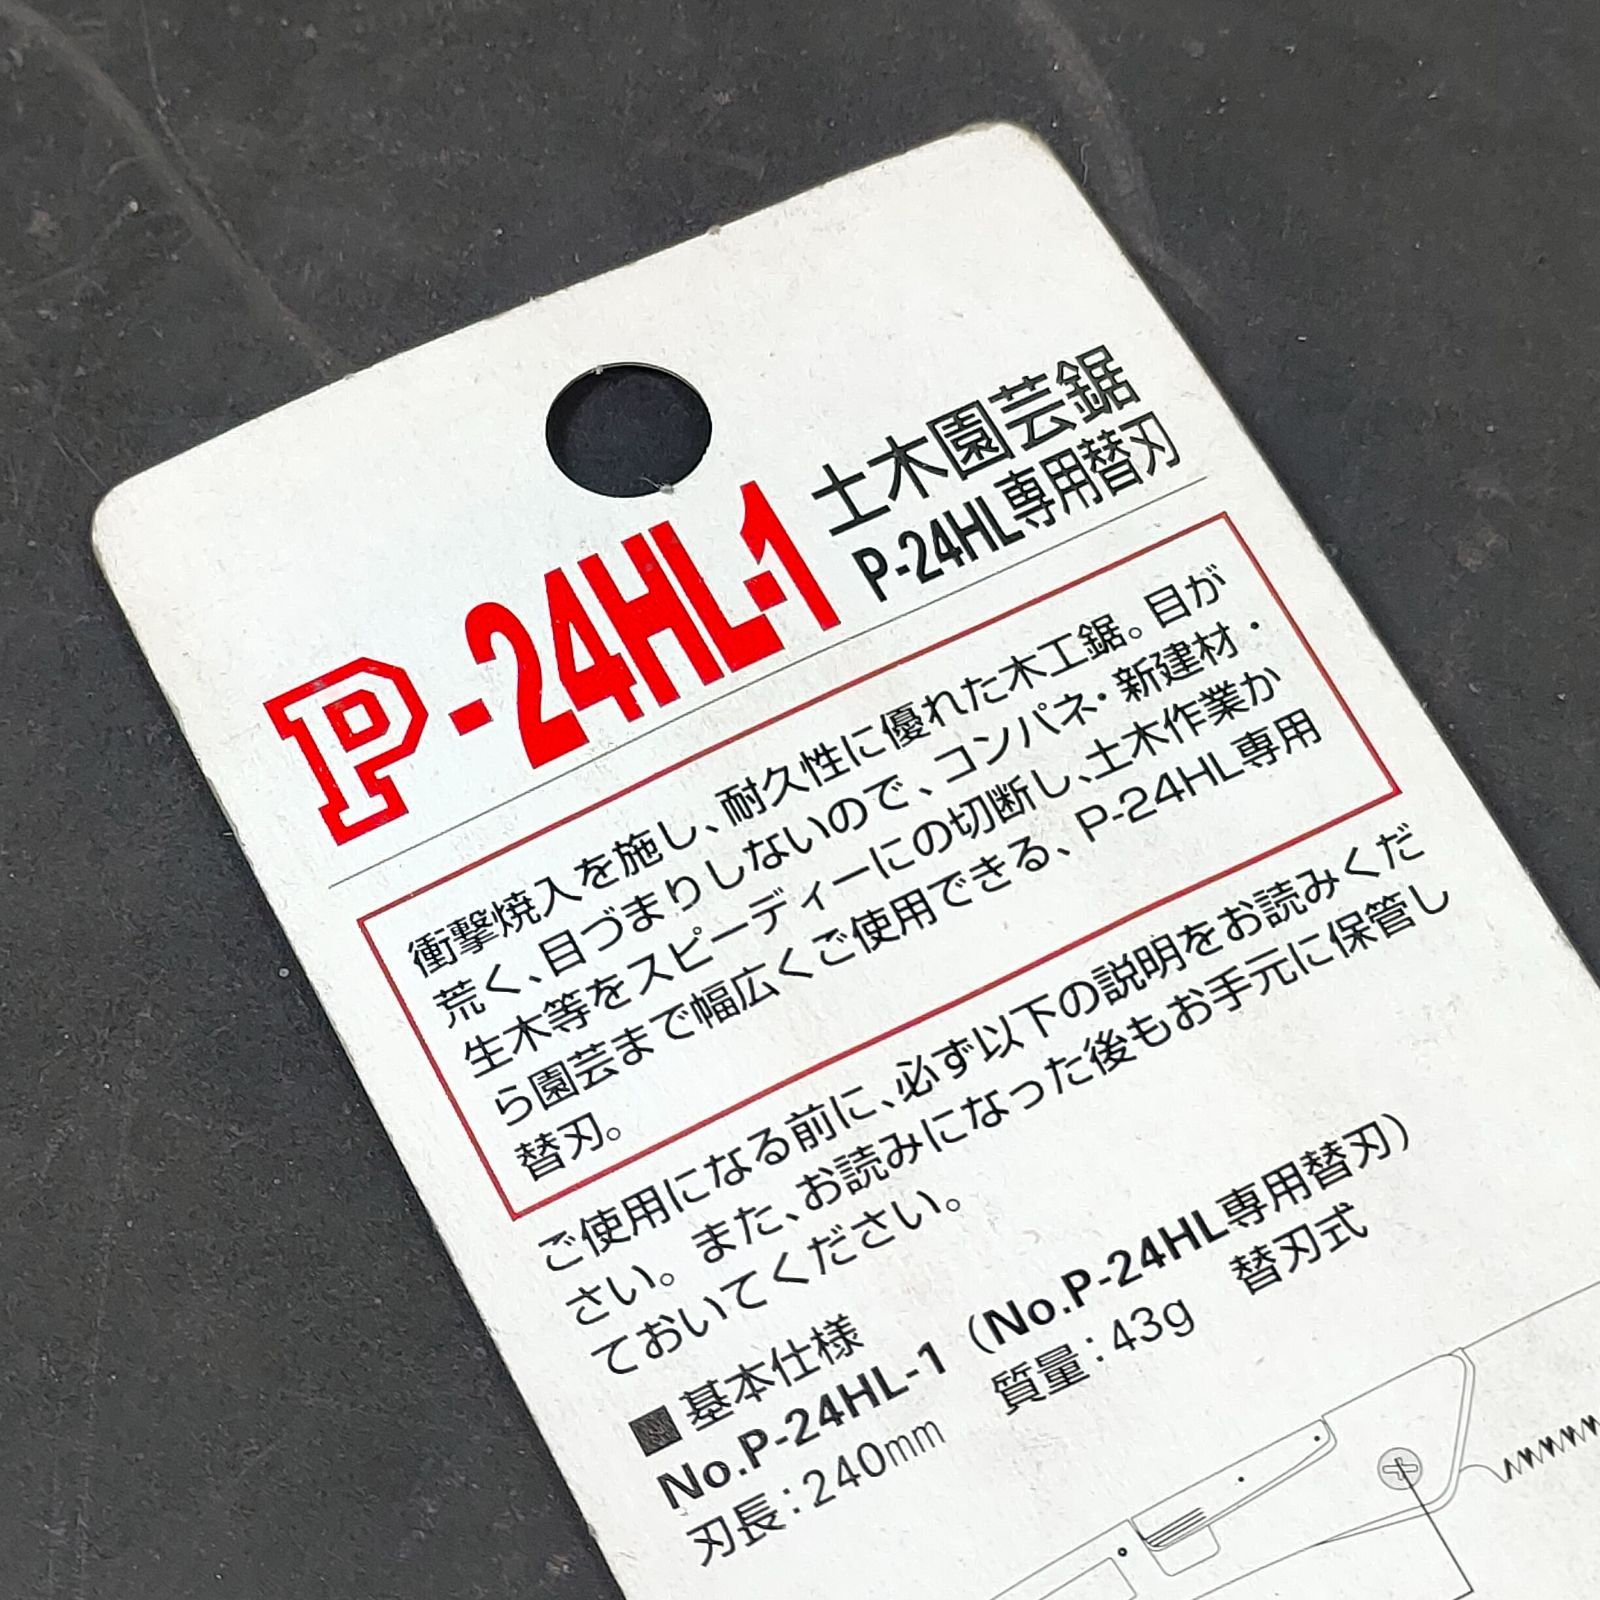 P-24HL-1
土木園芸鋸
P-24HL専用替刃
衝撃焼入を施し、耐久性に優れた木工鋸。目が
荒く、目づまりしないので、コンパネ・新建材・
生木等をスピーディーにの切断し、土木作業か
ら園芸まで幅広くご使用できる、P-24HL専用
替刃。
ご使用になる前に、必ず以下の説明をお読みくだ
さい。また、お読みになった後もお手元に保管し
ておいてください。
■基本仕様
No.P-24HL-1（No.P-24HL専用替刃）
刃長：240mm 質量：43g 替刃式